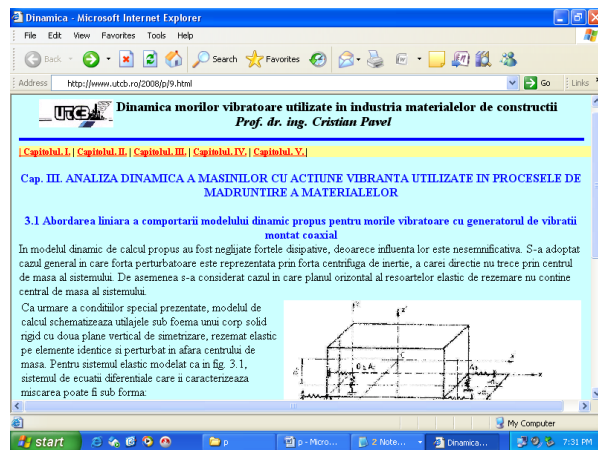 Dinamica - Microsoft Internet Explorer
File Edit View Favorites Tools Help
Back Search Favorites
Address http://www.utcb.ro/2008/p/9.html Go Links
UTCB
Dinamica morilor vibratoare utilizate in industria materialelor de constructii
Prof. dr. ing. Cristian Pavel
| Capitolul. I. | Capitolul. II. | Capitolul. III. | Capitolul. IV. | Capitolul. V. |
Cap. III. ANALIZA DINAMICA A MASINILOR CU ACTIUNE VIBRANTA UTILIZATE IN PROCESELE DE
MADRUNTIRE A MATERIALELOR
3.1 Abordarea liniara a comportarii modelului dinamic propus pentru morile vibratoare cu generatorul de vibratii
montat coaxial
In modelul dinamic de calcul propus au fost neglijate fortele disipative, deoarece influenta lor este nesemnificativa. S-a adoptat
cazul general in care forta perturbatoare este reprezentata prin forta centrifuga de inertie, a carei directie nu trece prin centrul
de masa al sistemului. De asemenea s-a considerat cazul in care planul orizontal al resoartelor elastic de rezemare nu contine
central de masa al sistemului.
Ca urmare a conditiilor special prezentate, modelul de
calcul schematizeaza utilajele sub foema unui corp solid
rigid cu doua plane vertical de simetrizare, rezemat elastic
pe elemente identice si perturbat in afara centrului de
masa. Pentru sistemul elastic modelat ca in fig. 3.1,
sistemul de ecuatii diferentiale care ii caracterizeaza
miscarea poate fi sub forma:
z z'
C
x
My Computer
start p p - Micro... 2 Note... Dinamica... 7:31 PM